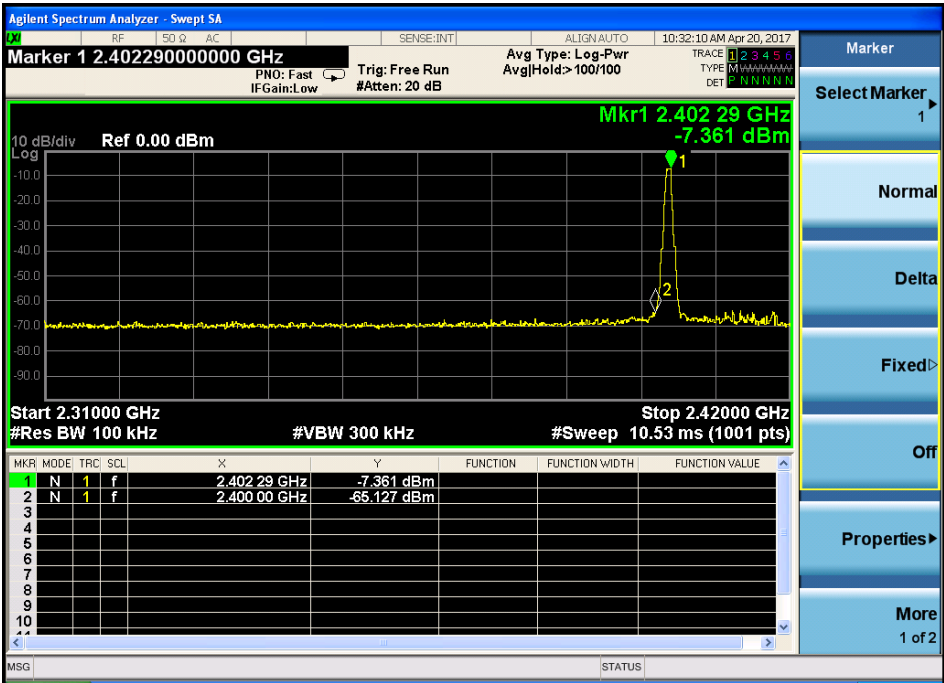 Agilent Spectrum Analyzer - Swept SA
LXI RF 50 Ω AC SENSE:INT ALIGN AUTO 10:32:10 AM Apr 20, 2017
Marker 1 2.402290000000 GHz
PNO: Fast
IFGain:Low
Trig: Free Run
#Atten: 20 dB
Avg Type: Log-Pwr
Avg|Hold:> 100/100
TRACE 1 2 3 4 5 6
TYPE M WWWWW
DET P N N N N N
Marker
Select Marker
1
Normal
Delta
Fixed
Off
Properties
More
1 of 2
Mkr1 2.402 29 GHz
-7.361 dBm
10 dB/div Ref 0.00 dBm
Log
1
-10.0
-20.0
-30.0
-40.0
-50.0
2
-60.0
-70.0
-80.0
-90.0
Start 2.31000 GHz Stop 2.42000 GHz
#Res BW 100 kHz #VBW 300 kHz #Sweep 10.53 ms (1001 pts)
MKR MODE TRC SCL X Y FUNCTION FUNCTION WIDTH FUNCTION VALUE
1 N 1 f 2.402 29 GHz -7.361 dBm
2 N 1 f 2.400 00 GHz -65.127 dBm
3
4
5
6
7
8
9
10
11
MSG STATUS